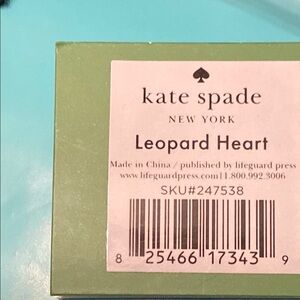 kate spade
NEW YORK
Leopard Heart
Made in China / published by lifeguard press
www.lifeguardpress.com | 1.800.992.3006
SKU#247538
8 25466 17343 9